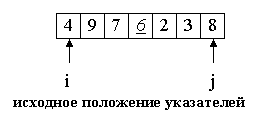 4 9 7 6 2 3 8
i j
исходное положение указателей